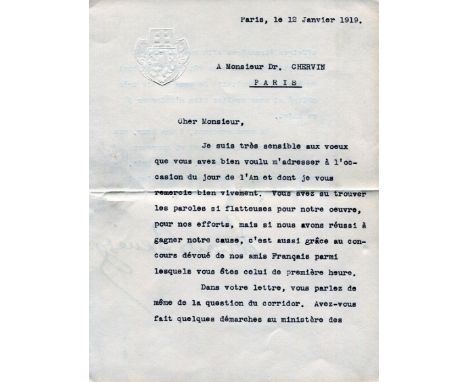 Paris, le 12 Janvier 1919.
A Monsieur Dr. CHERVIN
PARIS
Cher Monsieur,
Je suis très sensible aux voeux
que vous avez bien voulu m'adresser à l'oc-
casion du jour de l'An et dont je vous
remercie bien vivement. Vous avez su trouver
les paroles si flatteuses pour notre oeuvre,
pour nos efforts, mais si nous avons réussi à
gagner notre cause, c'est aussi grâce au con-
cours dévoué de nos amis Français parmi
lesquels vous êtes celui de première heure.
Dans votre lettre, vous parlez de
même de la question du corridor. Avez-vous
fait quelques démarches au ministère des